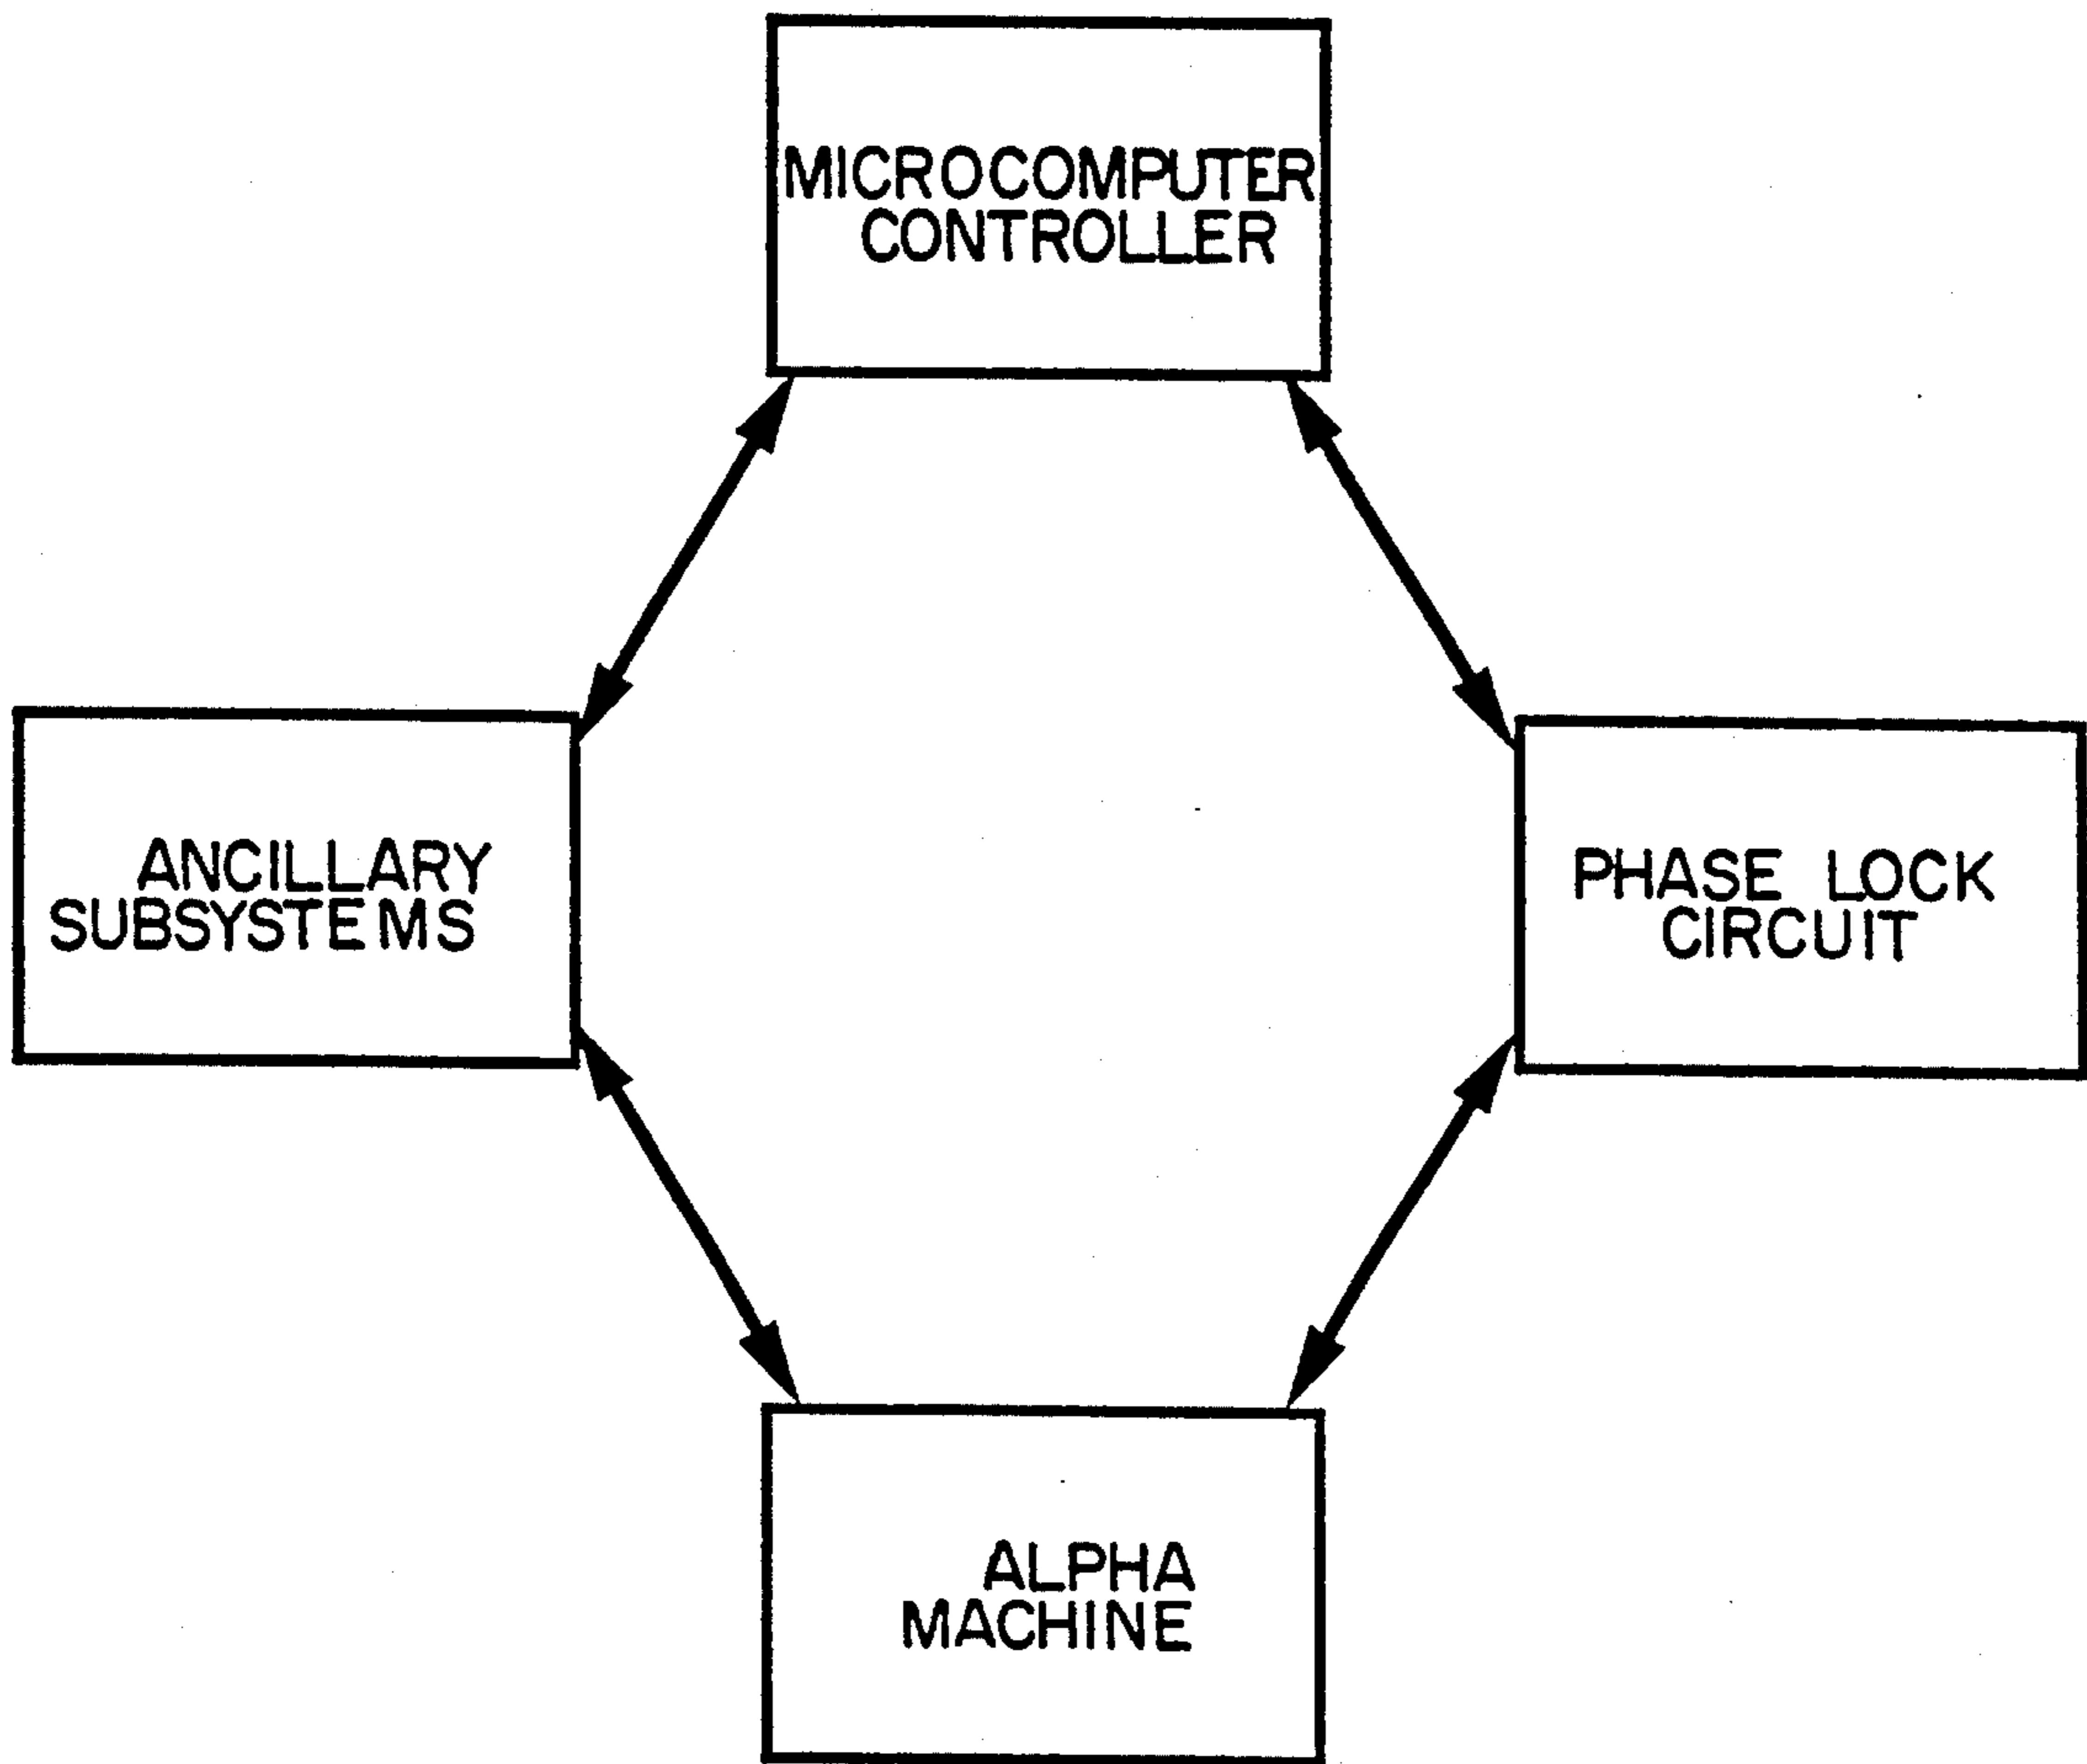 MICROCOMPUTER
CONTROLLER
ANCILLARY
SUBSYSTEMS
PHASE LOCK
CIRCUIT
ALPHA
MACHINE